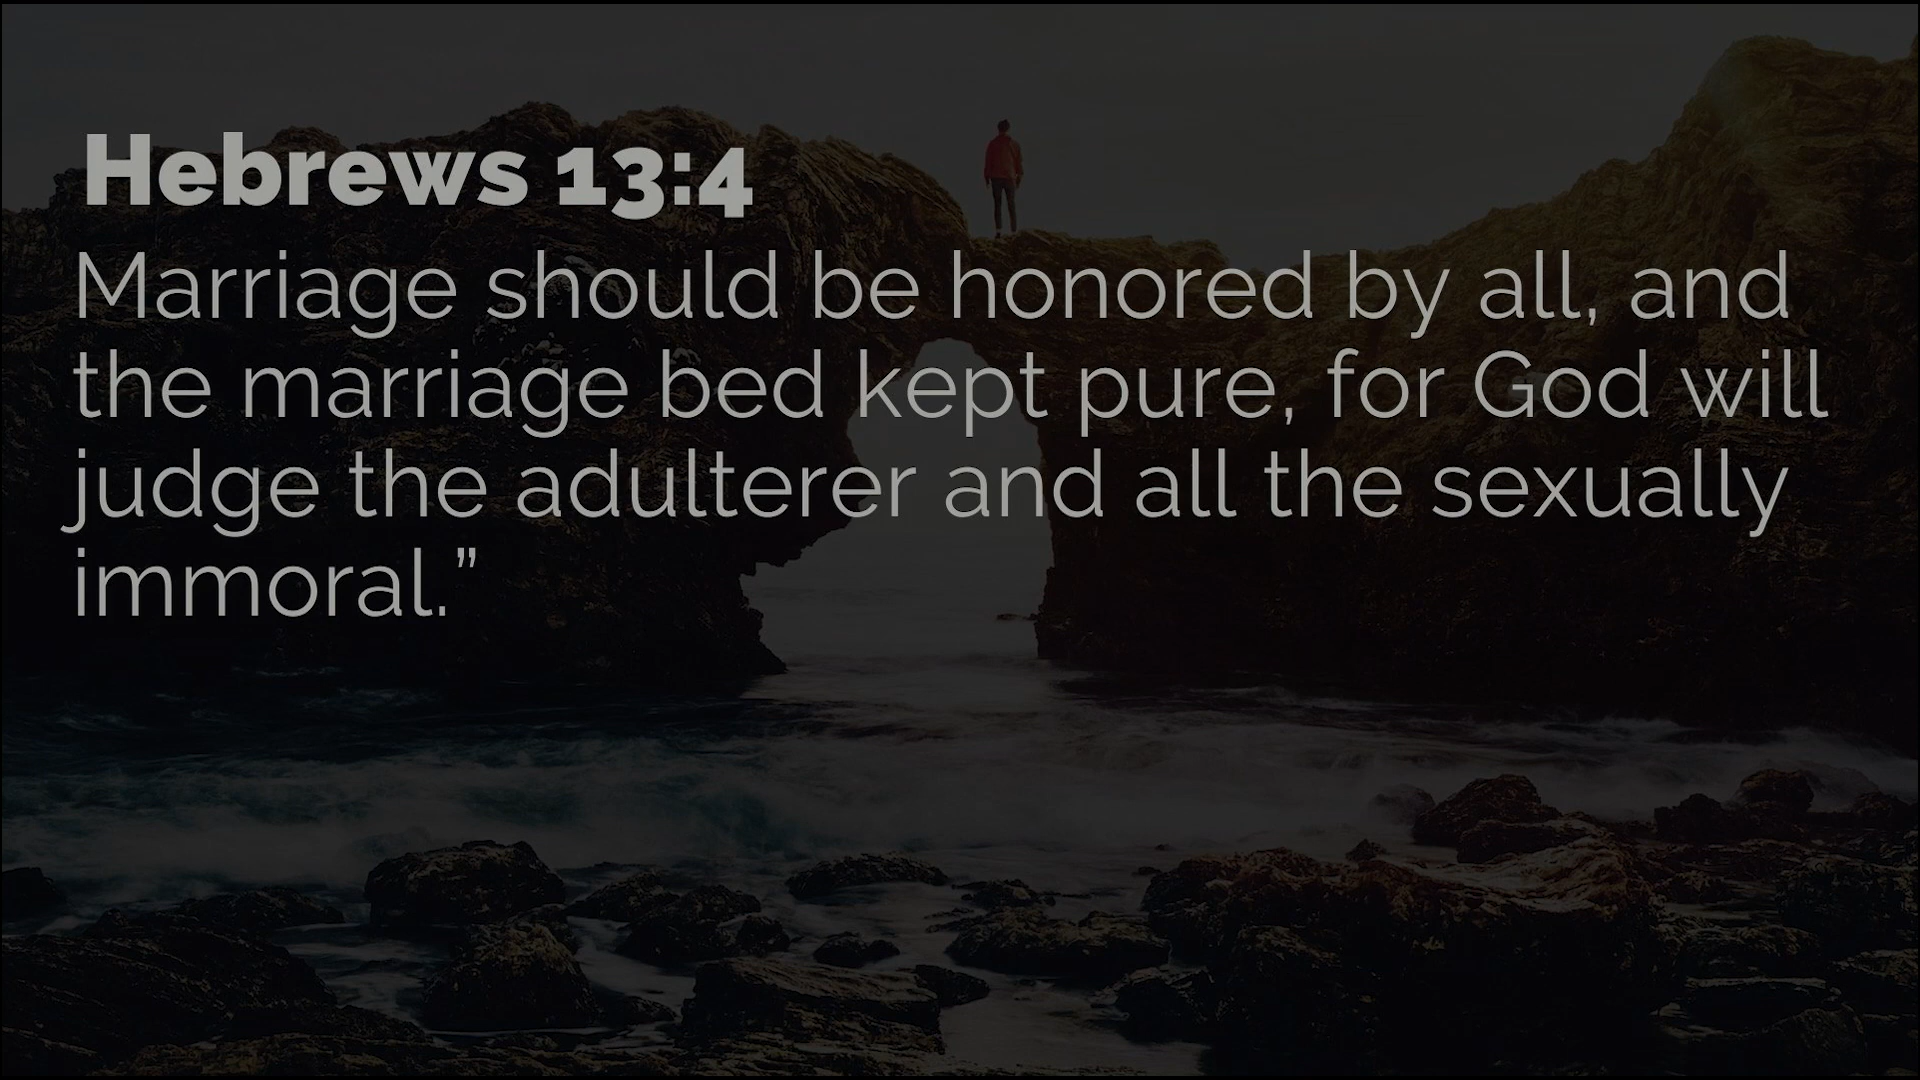 Hebrews 13:4
Marriage should be honored by all, and
the marriage bed kept pure, for God will
judge the adulterer and all the sexually
immoral.”